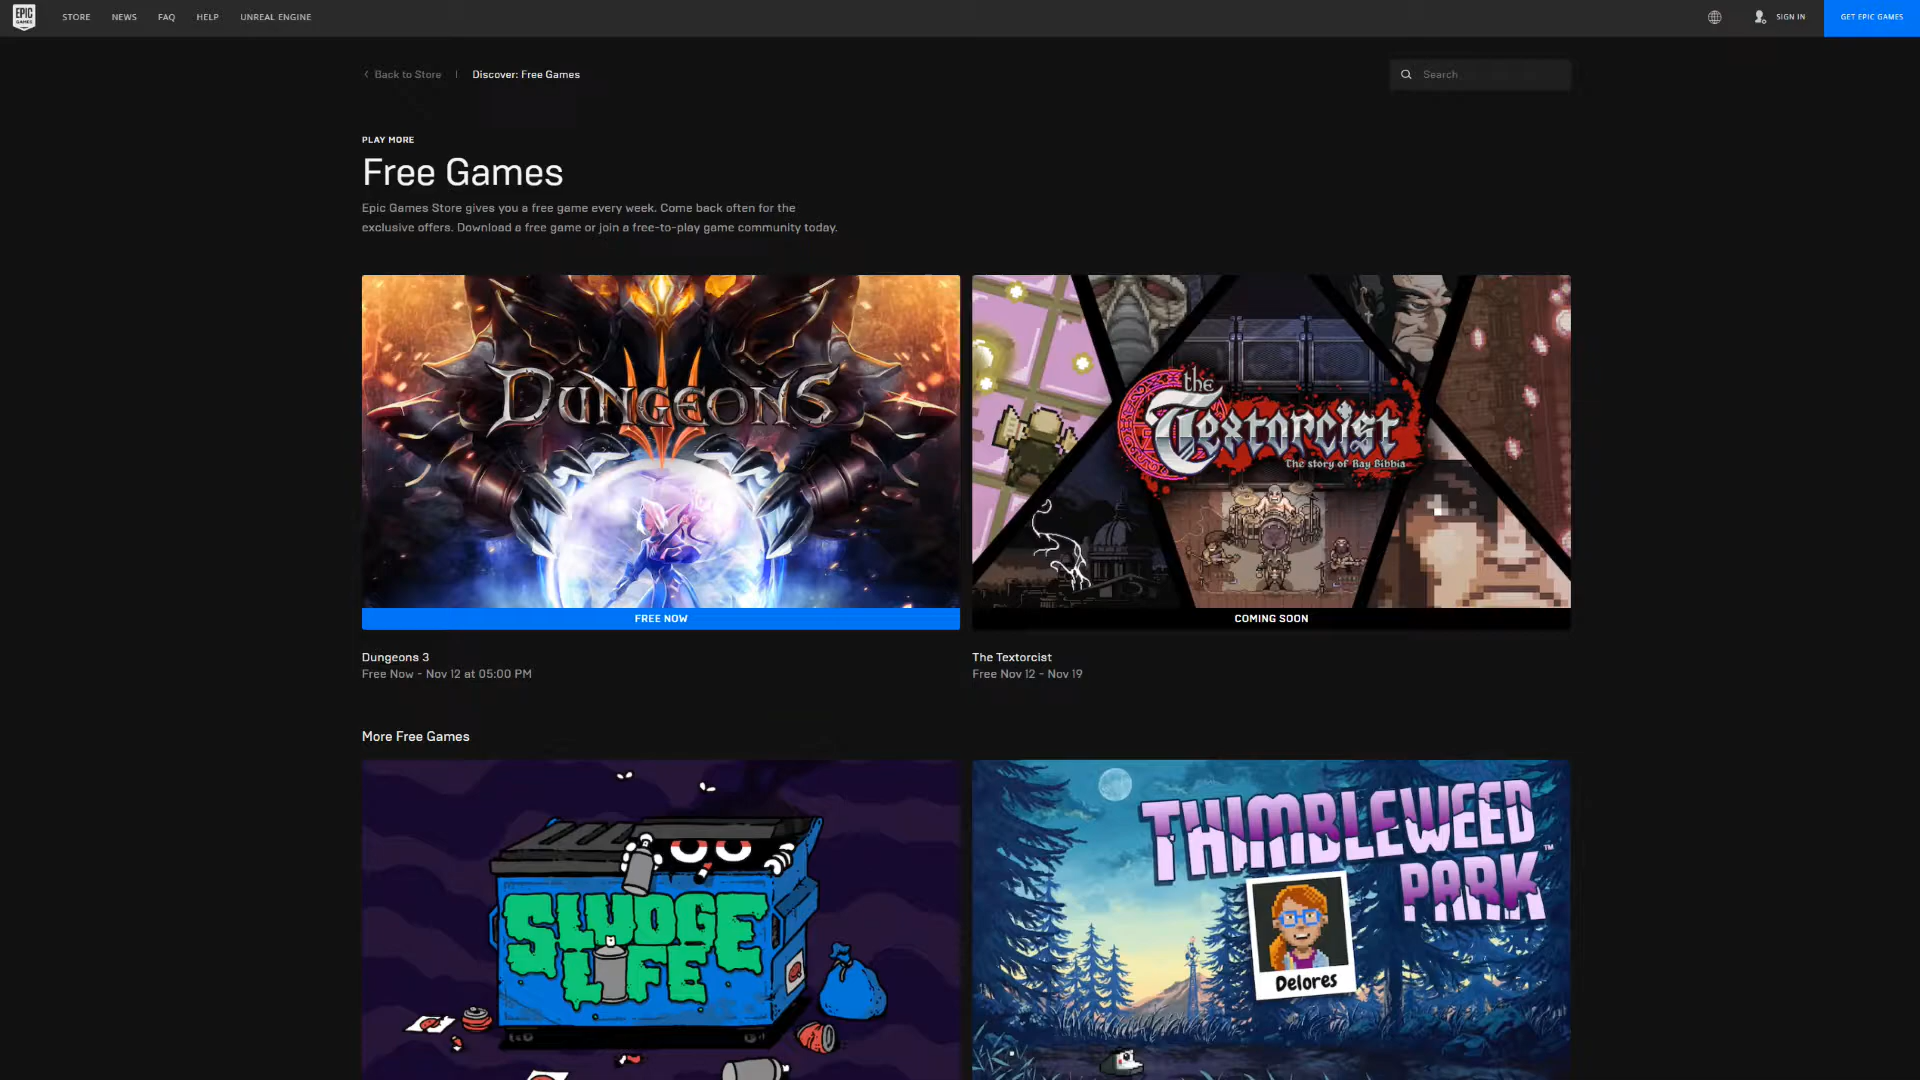 EPIC GAMES
STORE
NEWS
FAQ
HELP
UNREAL ENGINE
SIGN IN
GET EPIC GAMES
Back to Store
Discover: Free Games
Search
PLAY MORE
Free Games
Epic Games Store gives you a free game every week. Come back often for the
exclusive offers. Download a free game or join a free-to-play game community today.
DUNGEONS
III
the
Textorcist
The story of Ray Bibbia
FREE NOW
COMING SOON
Dungeons 3
Free Now - Nov 12 at 05:00 PM
The Textorcist
Free Nov 12 - Nov 19
More Free Games
SLUDGE
LIFE
THIMBLEWEED
PARK™
Delores